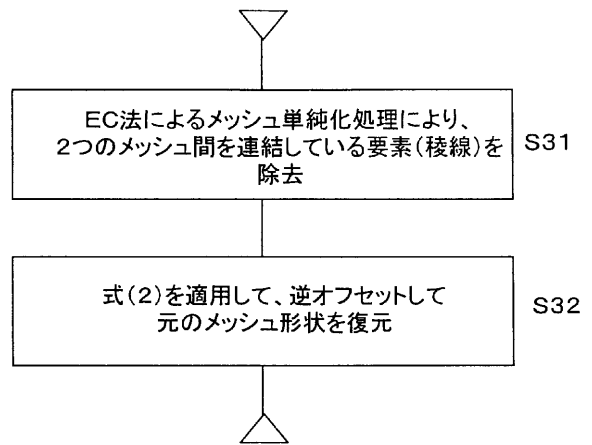 EC法によるメッシュ単純化処理により、
2つのメッシュ間を連結している要素(稜線)を
除去
S31
式(2)を適用して、逆オフセットして
元のメッシュ形状を復元
S32